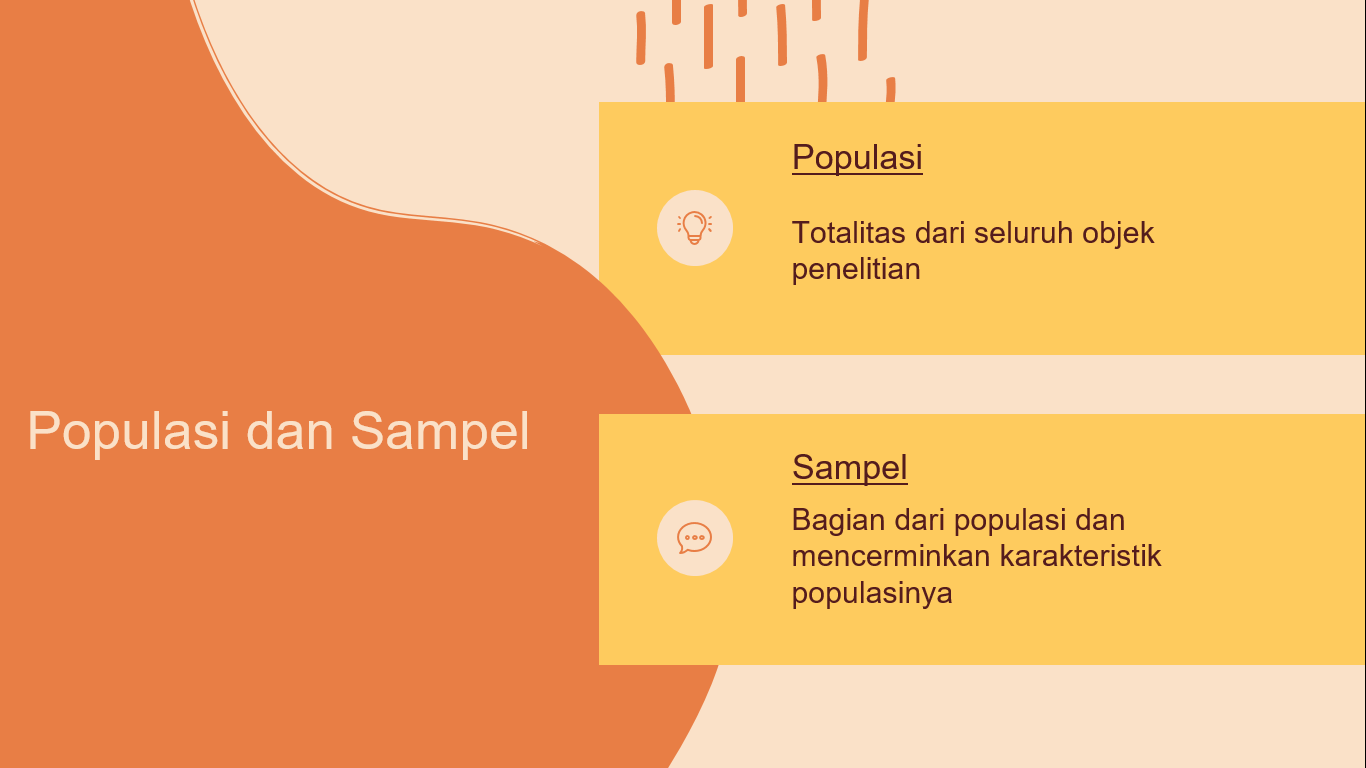 Populasi dan Sampel
Populasi
Totalitas dari seluruh objek
penelitian
Sampel
Bagian dari populasi dan
mencerminkan karakteristik
populasinya